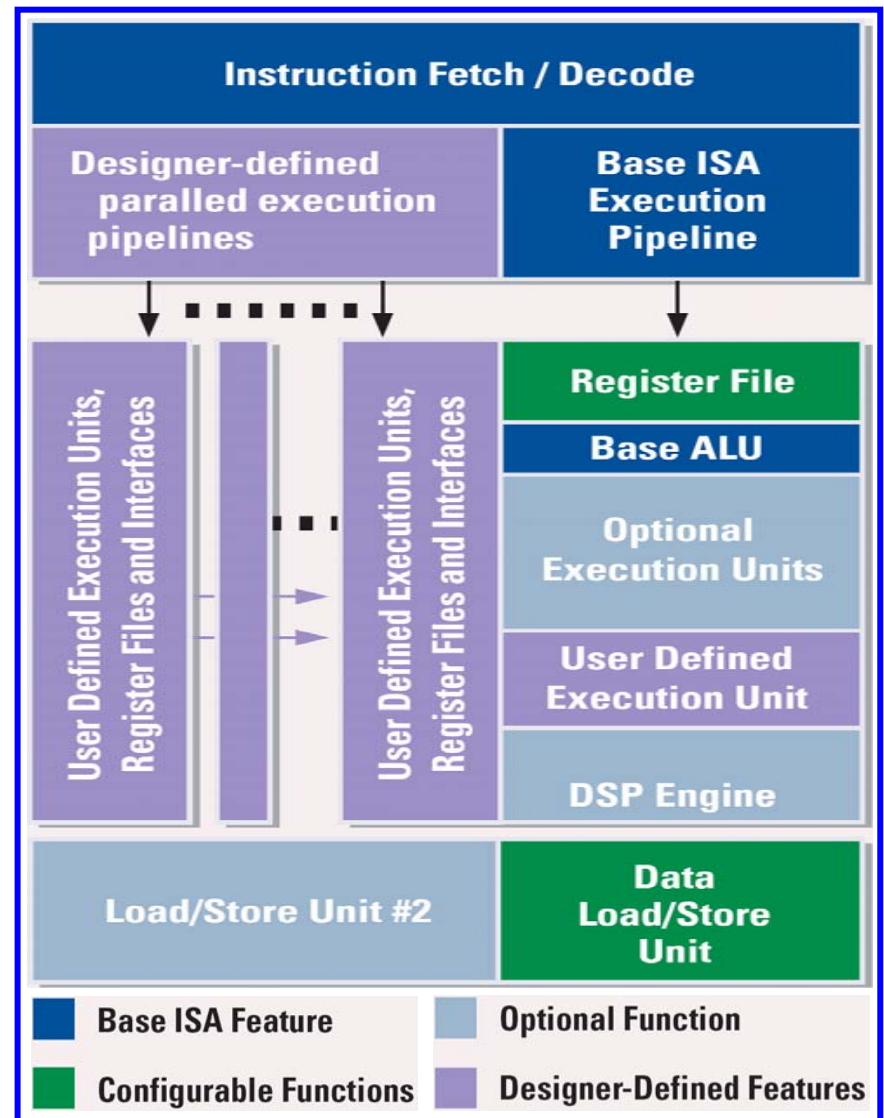 Instruction Fetch / Decode
Designer-defined
paralled execution
pipelines
Base ISA
Execution
Pipeline
User Defined Execution Units,
Register Files and Interfaces
User Defined Execution Units,
Register Files and Interfaces
Register File
Base ALU
Optional
Execution Units
User Defined
Execution Unit
DSP Engine
Load/Store Unit #2
Data
Load/Store
Unit
Base ISA Feature
Optional Function
Configurable Functions
Designer-Defined Features